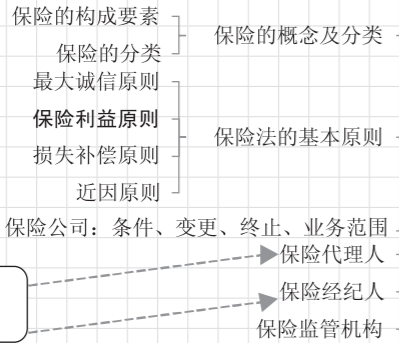 保险的构成要素
保险的分类
保险的概念及分类
最大诚信原则
保险利益原则
损失补偿原则
近因原则
保险法的基本原则
保险公司：条件、变更、终止、业务范围
保险代理人
保险经纪人
保险监管机构